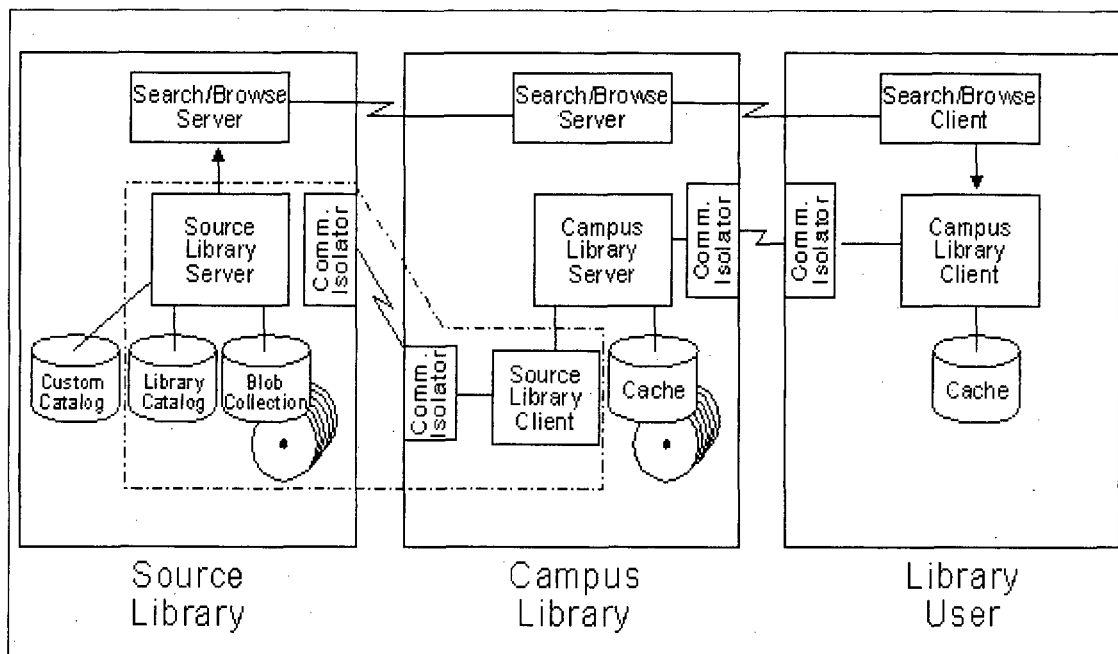 Search/Browse
Server
Search/Browse
Server
Search/Browse
Client
Source
Library
Server
Comm.
Isolator
Campus
Library
Server
Comm.
Isolator
Comm.
Isolator
Campus
Library
Client
Custom
Catalog
Library
Catalog
Blob
Collection
Comm.
Isolator
Source
Library
Client
Cache
Cache
Source
Library
Campus
Library
Library
User